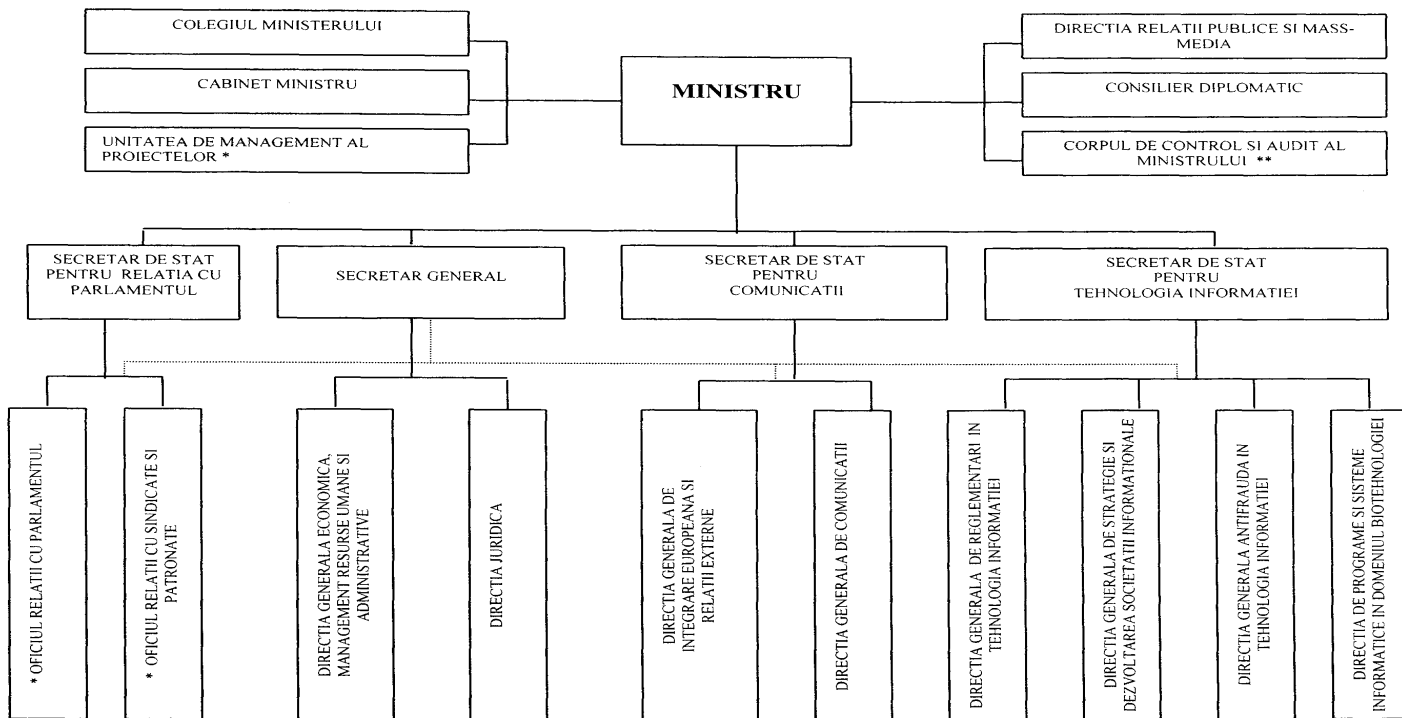 COLEGIUL MINISTERULUI
CABINET MINISTRU
UNITATEA DE MANAGEMENT AL
PROIECTELOR *
MINISTRU
DIRECTIA RELATII PUBLICE SI MASS-
MEDIA
CONSILIER DIPLOMATIC
CORPUL DE CONTROL SI AUDIT AL
MINISTRULUI **
SECRETAR DE STAT
PENTRU RELATIA CU
PARLAMENTUL
SECRETAR GENERAL
SECRETAR DE STAT
PENTRU
COMUNICATII
SECRETAR DE STAT
PENTRU
TEHNOLOGIA INFORMATIEI
* OFICIUL RELATII CU PARLAMENTUL
* OFICIUL RELATII CU SINDICATE SI
PATRONATE
DIRECTIA GENERALA ECONOMICA,
MANAGEMENT RESURSE UMANE SI
ADMINISTRATIVE
DIRECTIA JURIDICA
DIRECTIA GENERALA DE
INTEGRARE EUROPEANA SI
RELATII EXTERNE
DIRECTIA GENERALA DE COMUNICATII
DIRECTIA GENERALA DE REGLEMENTARI IN
TEHNOLOGIA INFORMATIEI
DIRECTIA GENERALA DE STRATEGIE SI
DEZVOLTAREA SOCIETATII INFORMATIONALE
DIRECTIA GENERALA ANTIFRAUDA IN
TEHNOLOGIA INFORMATIEI
DIRECTIA DE PROGRAME SI SISTEME
INFORMATICE IN DOMENIUL BIOTEHNOLOGIEI